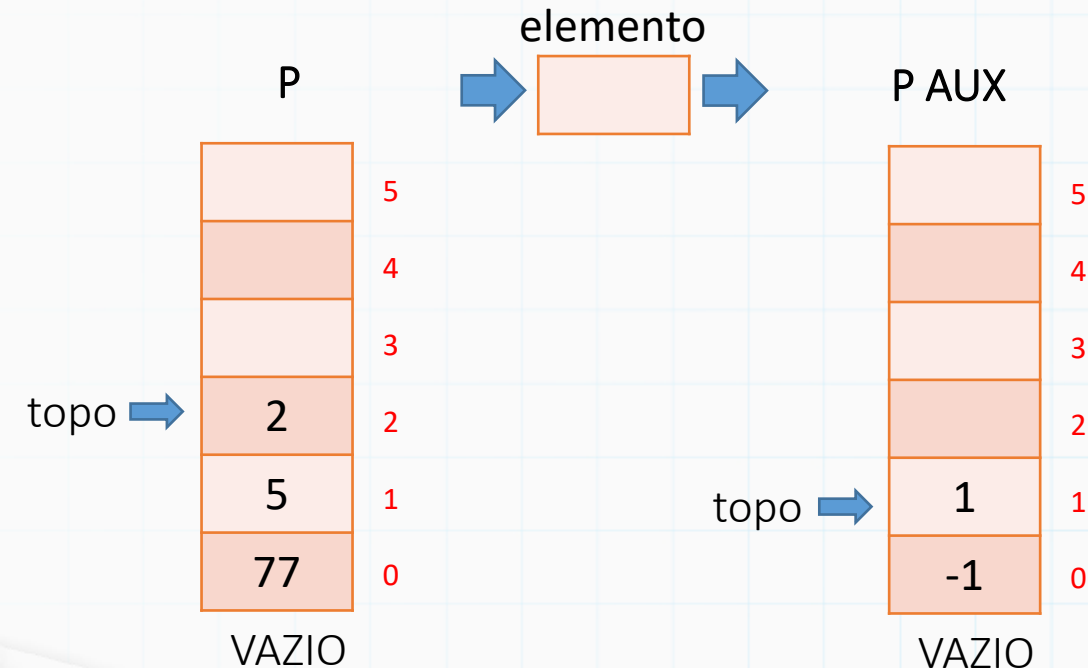 elemento
P
P AUX
5
4
3
topo 2 2
5 1
77 0
VAZIO
5
4
3
2
topo 1 1
-1 0
VAZIO